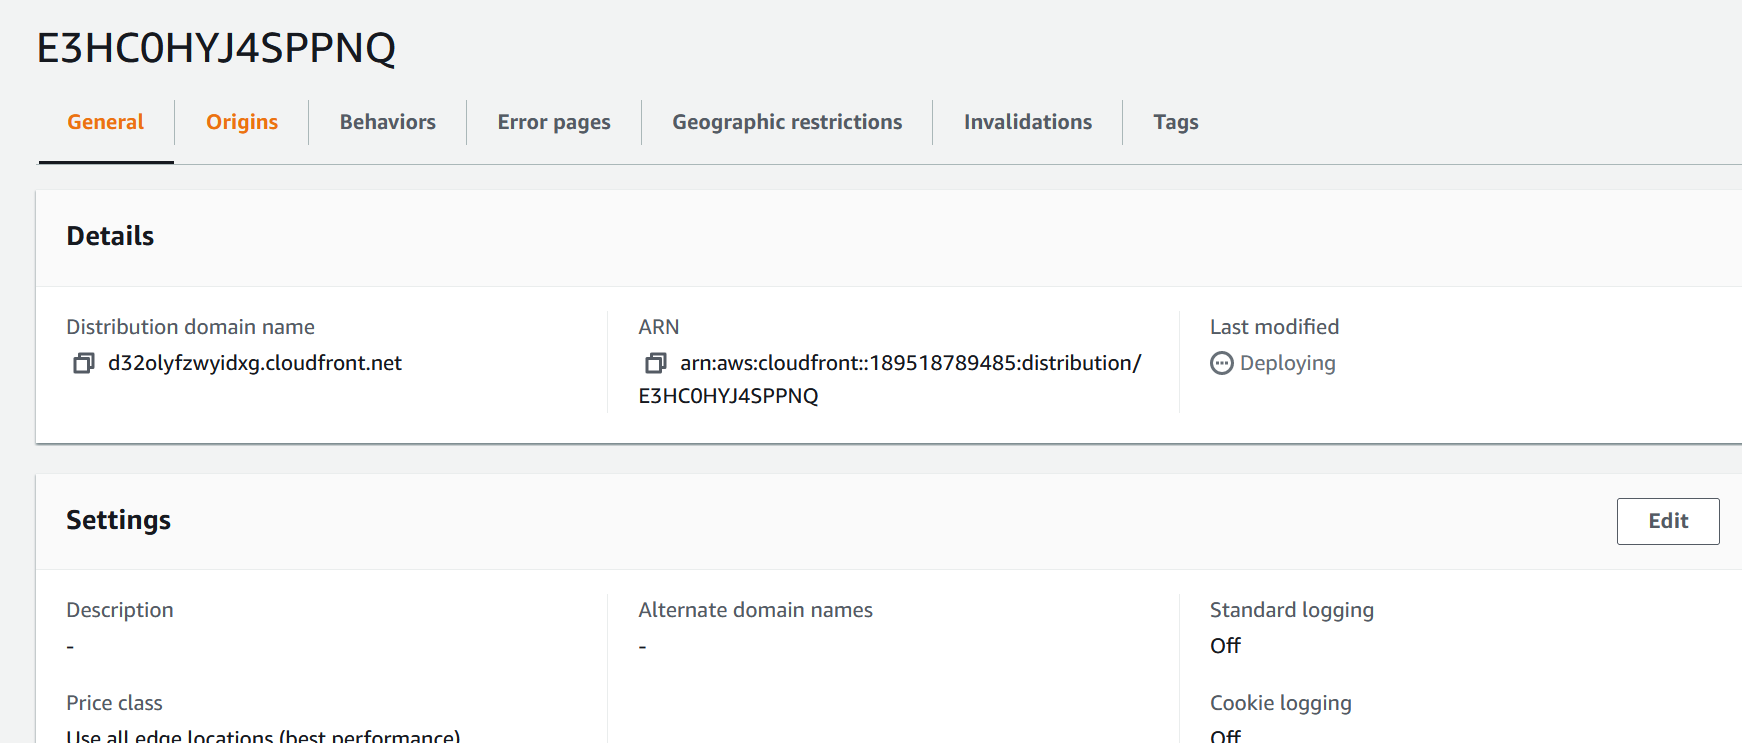 E3HC0HYJ4SPPNQ
General
Origins
Behaviors
Error pages
Geographic restrictions
Invalidations
Tags
Details
Distribution domain name
d32olyfzwyidxg.cloudfront.net
ARN
arn:aws:cloudfront::189518789485:distribution/
E3HC0HYJ4SPPNQ
Last modified
Deploying
Settings
Edit
Description
-
Alternate domain names
-
Standard logging
Off
Price class
Use all edge locations (best performance)
Cookie logging
Off